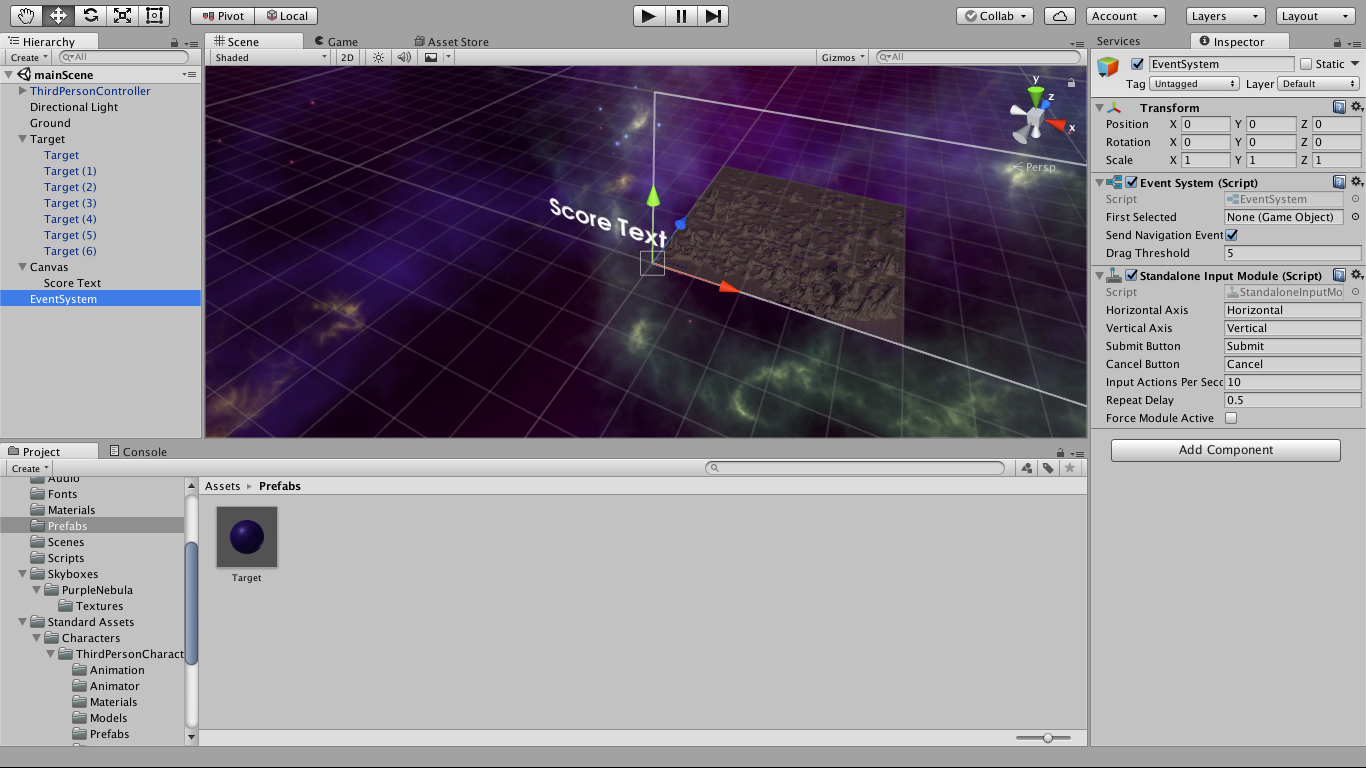 Pivot Local Collab Account Layers Layout
Hierarchy
Create All
mainScene
ThirdPersonController
Directional Light
Ground
Target
Target
Target (1)
Target (2)
Target (3)
Target (4)
Target (5)
Target (6)
Canvas
Score Text
EventSystem
Scene Game Asset Store
Shaded 2D Gizmos All
y
z
x
Persp
Score Text
Services Inspector
EventSystem Static
Tag Untagged Layer Default
Transform
Position X 0 Y 0 Z 0
Rotation X 0 Y 0 Z 0
Scale X 1 Y 1 Z 1
Event System (Script)
Script EventSystem
First Selected None (Game Object)
Send Navigation Event
Drag Threshold 5
Standalone Input Module (Script)
Script StandaloneInputMo
Horizontal Axis Horizontal
Vertical Axis Vertical
Submit Button Submit
Cancel Button Cancel
Input Actions Per Seco 10
Repeat Delay 0.5
Force Module Active
Add Component
Project Console
Create
Audio
Fonts
Materials
Prefabs
Scenes
Scripts
Skyboxes
PurpleNebula
Textures
Standard Assets
Characters
ThirdPersonCharact
Animation
Animator
Materials
Models
Prefabs
Assets Prefabs
Target